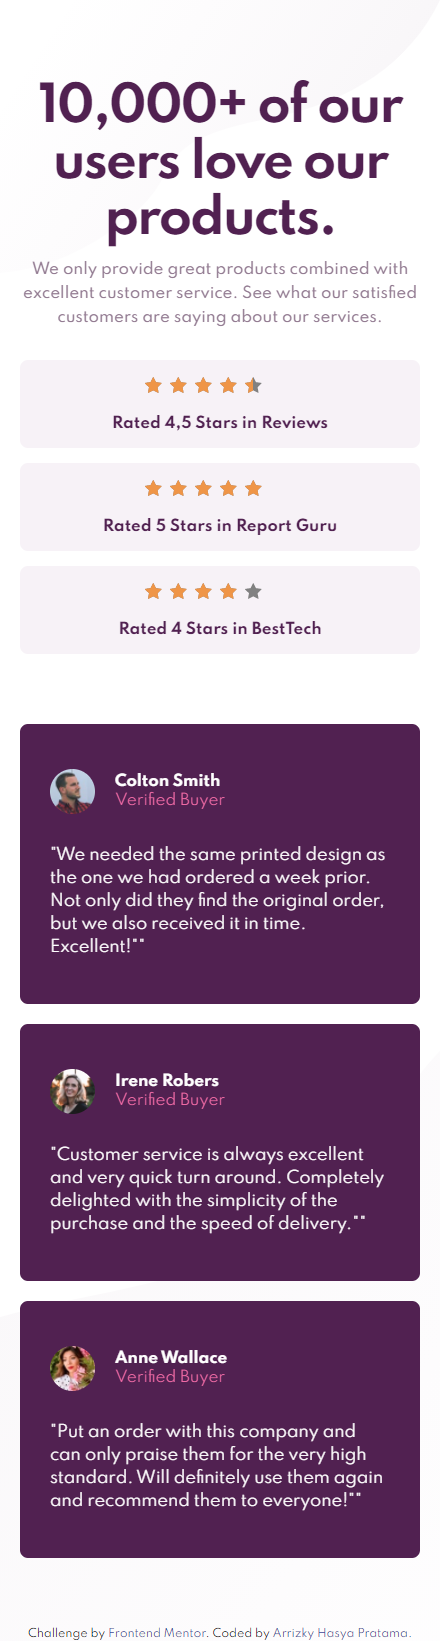 10,000+ of our
users love our
products.
We only provide great products combined with
excellent customer service. See what our satisfied
customers are saying about our services.
Rated 4,5 Stars in Reviews
Rated 5 Stars in Report Guru
Rated 4 Stars in BestTech
Colton Smith
Verified Buyer
"We needed the same printed design as
the one we had ordered a week prior.
Not only did they find the original order,
but we also received it in time.
Excellent!""
Irene Robers
Verified Buyer
"Customer service is always excellent
and very quick turn around. Completely
delighted with the simplicity of the
purchase and the speed of delivery.""
Anne Wallace
Verified Buyer
"Put an order with this company and
can only praise them for the very high
standard. Will definitely use them again
and recommend them to everyone!""
Challenge by Frontend Mentor. Coded by Arrizky Hasya Pratama.